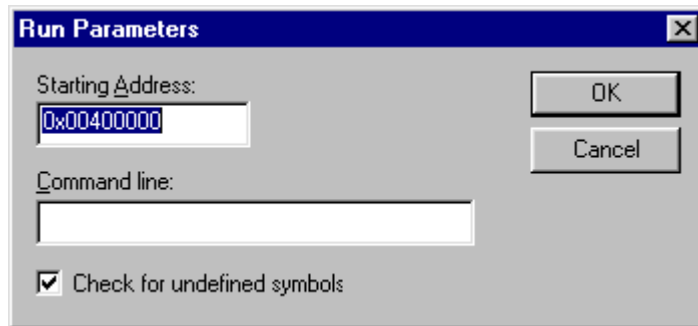 Run Parameters
Starting Address:
0x00400000
OK
Cancel
Command line:
Check for undefined symbols